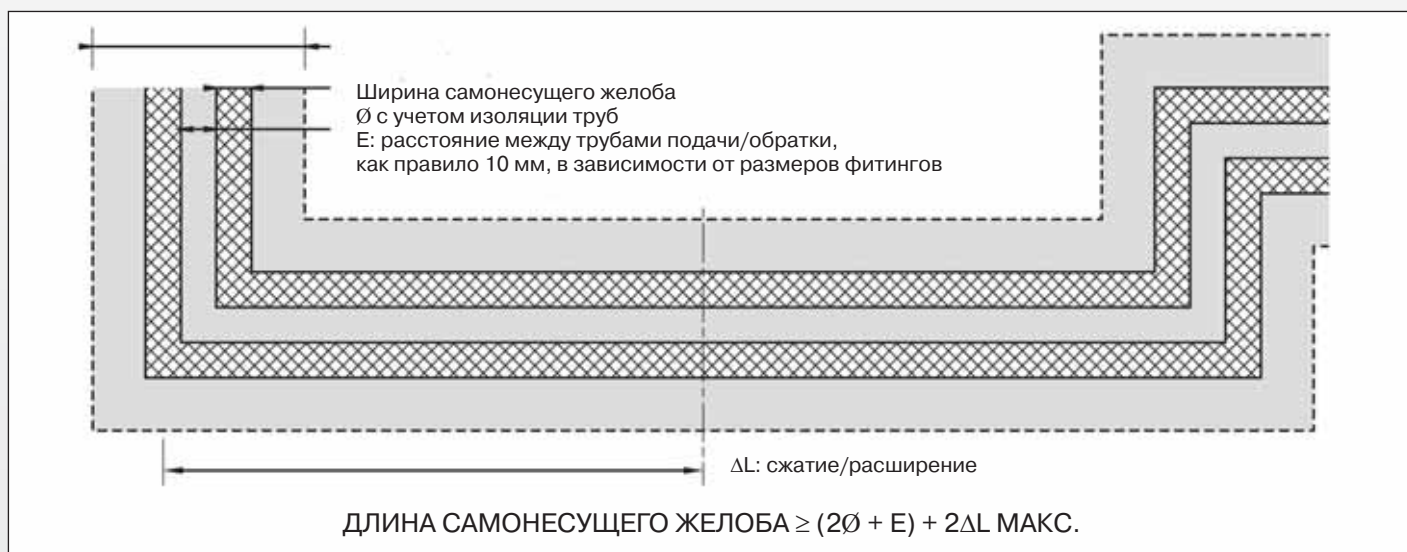 Ширина самонесущего желоба
Ø с учетом изоляции труб
Е: расстояние между трубами подачи/обратки,
как правило 10 мм, в зависимости от размеров фитингов
ΔL: сжатие/расширение
ДЛИНА САМОНЕСУЩЕГО ЖЕЛОБА ≥ (2Ø + E) + 2ΔL МАКС.